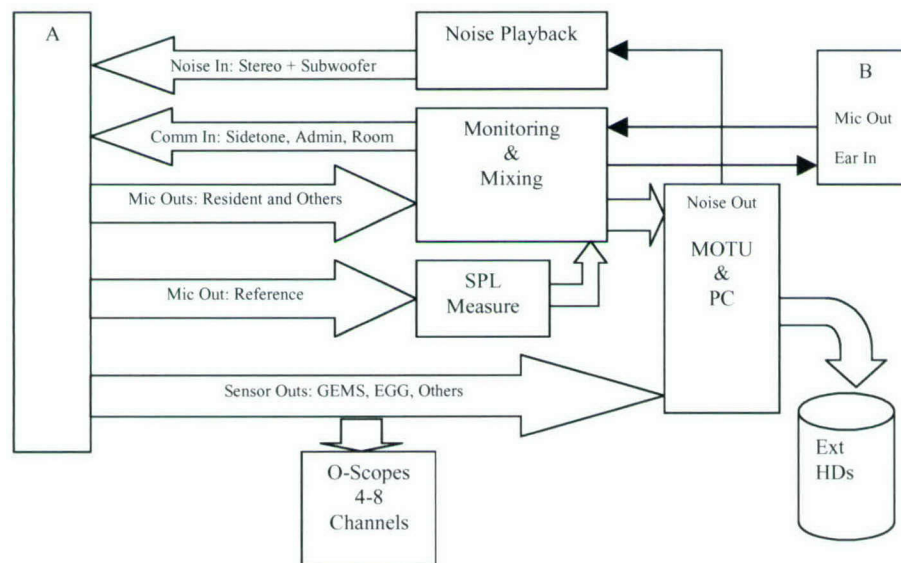 A
Noise Playback
Noise In: Stereo + Subwoofer
B
Comm In: Sidetone, Admin, Room
Monitoring
&
Mixing
Mic Out
Ear In
Mic Outs: Resident and Others
Noise Out
MOTU
&
PC
Mic Out: Reference
SPL
Measure
Sensor Outs: GEMS, EGG, Others
O-Scopes
4-8
Channels
Ext
HDs